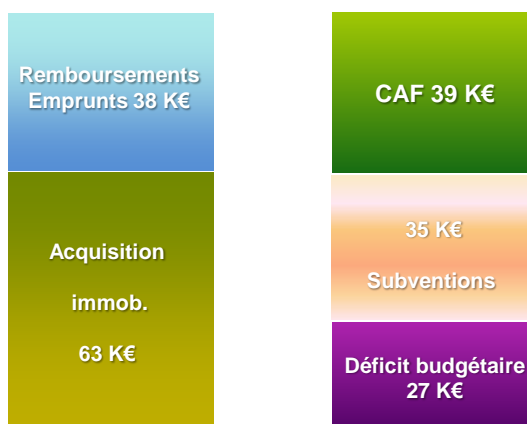 Remboursements
Emprunts 38 K€
Acquisition
immob.
63 K€
CAF 39 K€
35 K€
Subventions
Déficit budgétaire
27 K€